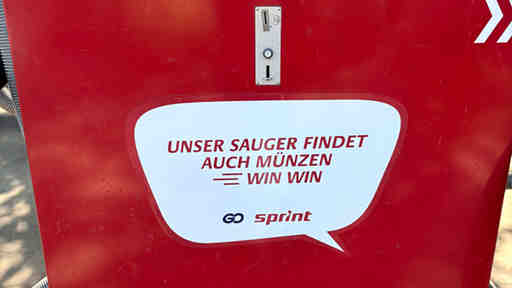 UNSER SAUGER FINDET
AUCH MÜNZEN
WIN WIN
GO sprint